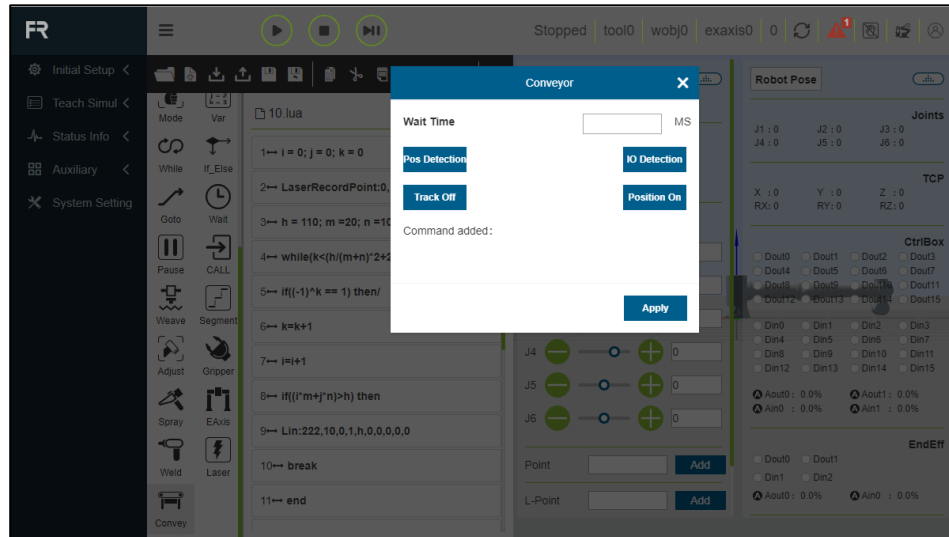 FR
Stopped tool0 wobj0 exaxis0 0 1
Initial Setup
Teach Simul
Status Info
Auxiliary
System Setting
Mode Var
While If_Else
Goto Wait
Pause CALL
Weave Segment
Adjust Gripper
Spray EAxis
Weld Laser
Convey
10.lua
1 i = 0; j = 0; k = 0
2 LaserRecordPoint:0,
3 h = 110; m =20; n =10
4 while(k<(h/(m+n)*2+2
5 if((-1)^k == 1) then/
6 k=k+1
7 i=i+1
8 if((i*m+j*n)>h) then
9 Lin:222,10,0,1,h,0,0,0,0,0
10 break
11 end
Conveyor
Wait Time MS
Pos Detection IO Detection
Track Off Position On
Command added:
Apply
J4 0
J5 0
J6 0
Point Add
L-Point Add
Robot Pose
Joints
J1 : 0 J2 : 0 J3 : 0
J4 : 0 J5 : 0 J6 : 0
TCP
X : 0 Y : 0 Z : 0
RX: 0 RY: 0 RZ: 0
CtrlBox
Dout0 Dout1 Dout2 Dout3
Dout4 Dout5 Dout6 Dout7
Dout8 Dout9 Dout10 Dout11
Dout12 Dout13 Dout14 Dout15
Din0 Din1 Din2 Din3
Din4 Din5 Din6 Din7
Din8 Din9 Din10 Din11
Din12 Din13 Din14 Din15
A Aout0 : 0.0% A Aout1 : 0.0%
A Ain0 : 0.0% A Ain1 : 0.0%
EndEff
Dout0 Dout1
Din1 Din2
A Aout0 : 0.0% A Ain0 : 0.0%